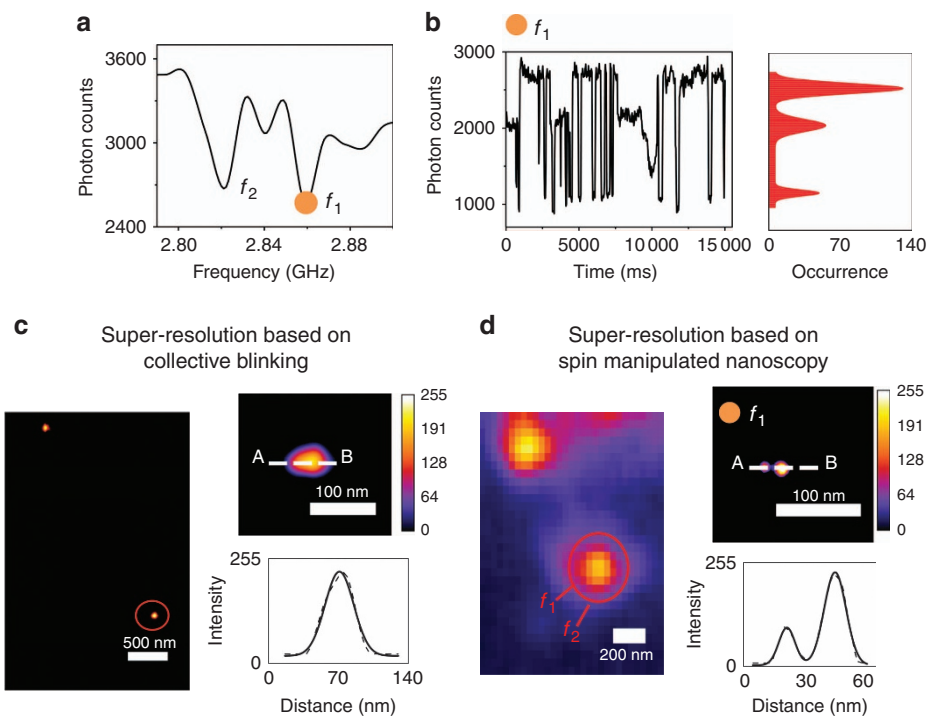 a
3600
3000
2400
Photon counts
f2
f1
2.80
2.84
2.88
Frequency (GHz)
b
f1
3000
2000
1000
Photon counts
0
5000
10 000
15 000
Time (ms)
0
70
140
Occurrence
c
Super-resolution based on
collective blinking
500 nm
A
B
100 nm
255
191
128
64
0
255
0
Intensity
0
70
140
Distance (nm)
d
Super-resolution based on
spin manipulated nanoscopy
f1
f2
200 nm
f1
A
B
100 nm
255
191
128
64
0
255
0
Intensity
0
30
60
Distance (nm)